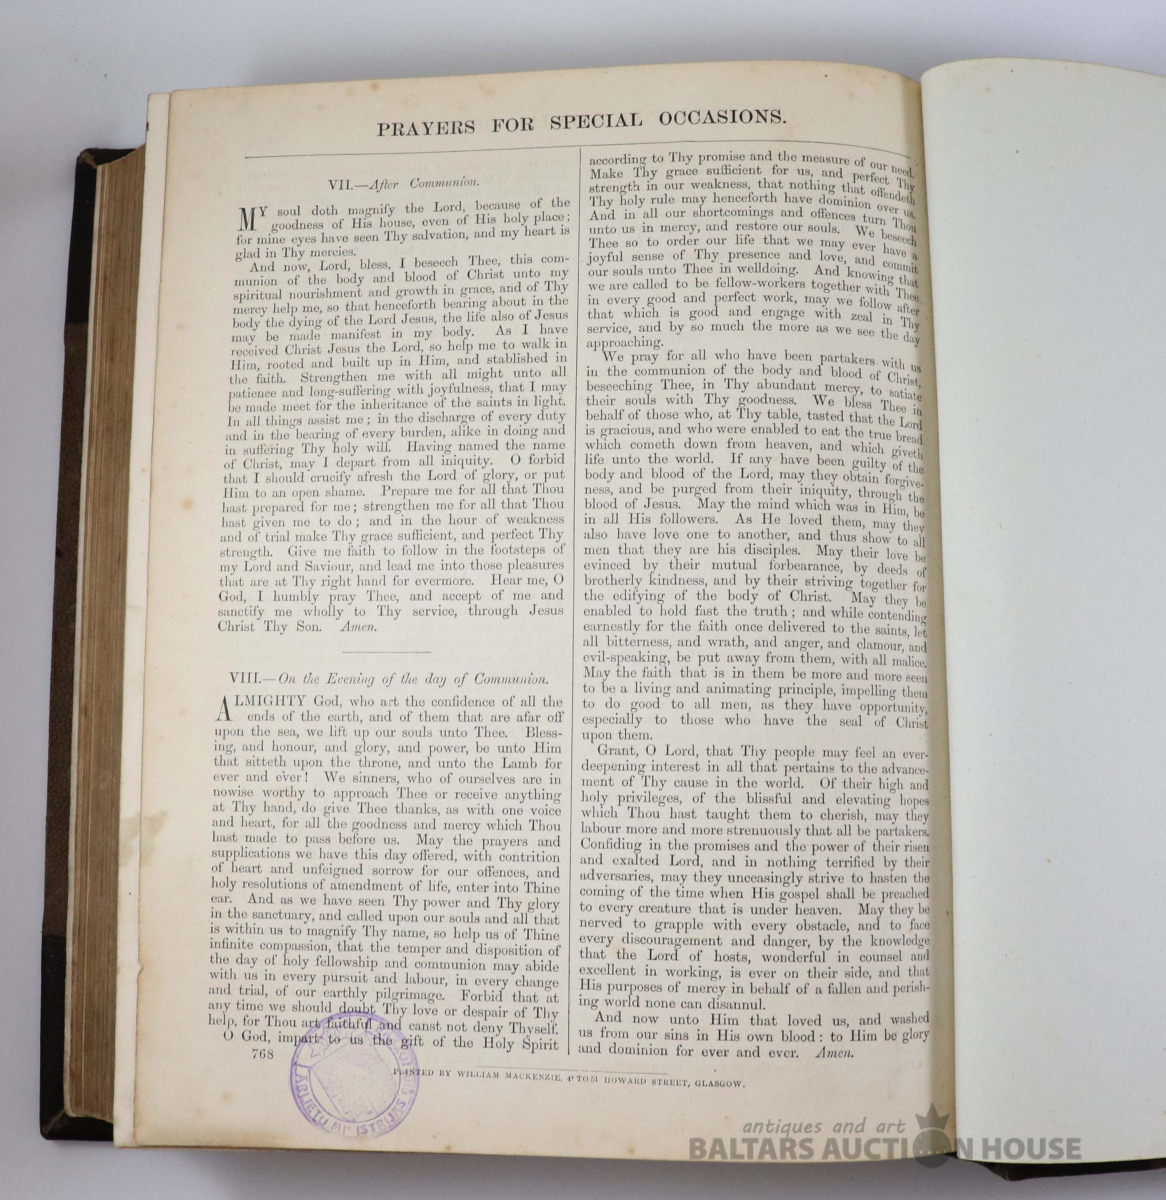 PRAYERS FOR SPECIAL OCCASIONS.
VII.—After Communion.
MY soul doth magnify the Lord, because of the
goodness of His house, even of His holy place;
for mine eyes have seen Thy salvation, and my heart is
glad in Thy mercies.
And now, Lord, bless, I beseech Thee, this com-
munion of the body and blood of Christ unto my
spiritual nourishment and growth in grace, and of Thy
mercy help me, so that henceforth bearing about in the
body the dying of the Lord Jesus, the life also of Jesus
may be made manifest in my body. As I have
received Christ Jesus the Lord, so help me to walk in
Him, rooted and built up in Him, and stablished in
the faith. Strengthen me with all might unto all
patience and long-suffering with joyfulness, that I may
be made meet for the inheritance of the saints in light.
In all things assist me; in the discharge of every duty
and in the bearing of every burden, alike in doing and
in suffering Thy holy will. Having named the name
of Christ, may I depart from all iniquity. O forbid
that I should crucify afresh the Lord of glory, or put
Him to an open shame. Prepare me for all that Thou
hast prepared for me; strengthen me for all that Thou
hast given me to do; and in the hour of weakness
and of trial make Thy grace sufficient, and perfect Thy
strength. Give me faith to follow in the footsteps of
my Lord and Saviour, and lead me into those pleasures
that are at Thy right hand for evermore. Hear me, O
God, I humbly pray Thee, and accept of me and
sanctify me wholly to Thy service, through Jesus
Christ Thy Son. Amen.
VIII.—On the Evening of the day of Communion.
ALMIGHTY God, who art the confidence of all the
ends of the earth, and of them that are afar off
upon the sea, we lift up our souls unto Thee. Bless-
ing, and honour, and glory, and power, be unto Him
that sitteth upon the throne, and unto the Lamb for
ever and ever! We sinners, who of ourselves are in
nowise worthy to approach Thee or receive anything
at Thy hand, do give Thee thanks, as with one voice
and heart, for all the goodness and mercy which Thou
hast made to pass before us. May the prayers and
supplications we have this day offered, with contrition
of heart and unfeigned sorrow for our offences, and
holy resolutions of amendment of life, enter into Thine
ear. And as we have seen Thy power and Thy glory
in the sanctuary, and called upon our souls and all that
is within us to magnify Thy name, so help us of Thine
infinite compassion, that the temper and disposition of
the day of holy fellowship and communion may abide
with us in every pursuit and labour, in every change
and trial, of our earthly pilgrimage. Forbid that at
any time we should doubt Thy love or despair of Thy
help, for Thou art faithful and canst not deny Thyself.
O God, impart to us the gift of the Holy Spirit
768
according to Thy promise and the measure of our need.
Make Thy grace sufficient for us, and perfect Thy
strength in our weakness, that nothing that offendeth
Thy holy rule may henceforth have dominion over us.
And in all our shortcomings and offences turn Thou
unto us in mercy, and restore our souls. We beseech
Thee so to order our life that we may ever have a
joyful sense of Thy presence and love, and commit
our souls unto Thee in welldoing. And knowing that
we are called to be fellow-workers together with Thee
in every good and perfect work, may we follow after
that which is good and engage with zeal in Thy
service, and by so much the more as we see the day
approaching.
We pray for all who have been partakers with us
in the communion of the body and blood of Christ,
beseeching Thee, in Thy abundant mercy, to satiate
their souls with Thy goodness. We bless Thee in
behalf of those who, at Thy table, tasted that the Lord
is gracious, and who were enabled to eat the true bread
which cometh down from heaven, and which giveth
life unto the world. If any have been guilty of the
body and blood of the Lord, may they obtain forgive-
ness, and be purged from their iniquity, through the
blood of Jesus. May the mind which was in Him, be
in all His followers. As He loved them, may they
also have love one to another, and thus show to all
men that they are his disciples. May their love be
evinced by their mutual forbearance, by deeds of
brotherly kindness, and by their striving together for
the edifying of the body of Christ. May they be
enabled to hold fast the truth; and while contending
earnestly for the faith once delivered to the saints, let
all bitterness, and wrath, and anger, and clamour, and
evil-speaking, be put away from them, with all malice.
May the faith that is in them be more and more seen
to be a living and animating principle, impelling them
to do good to all men, as they have opportunity,
especially to those who have the seal of Christ
upon them.
Grant, O Lord, that Thy people may feel an ever-
deepening interest in all that pertains to the advance-
ment of Thy cause in the world. Of their high and
holy privileges, of the blissful and elevating hopes
which Thou hast taught them to cherish, may they
labour more and more strenuously that all be partakers.
Confiding in the promises and the power of their risen
and exalted Lord, and in nothing terrified by their
adversaries, may they unceasingly strive to hasten the
coming of the time when His gospel shall be preached
to every creature that is under heaven. May they be
nerved to grapple with every obstacle, and to face
every discouragement and danger, by the knowledge
that the Lord of hosts, wonderful in counsel and
excellent in working, is ever on their side, and that
His purposes of mercy in behalf of a fallen and perish-
ing world none can disannul.
And now unto Him that loved us, and washed
us from our sins in His own blood: to Him be glory
and dominion for ever and ever. Amen.
PRINTED BY WILLIAM MACKENZIE, HOWARD STREET, GLASGOW.
ĀRLIETU MINISTRIJAS
antiques and art
BALTARS AUCTION HOUSE